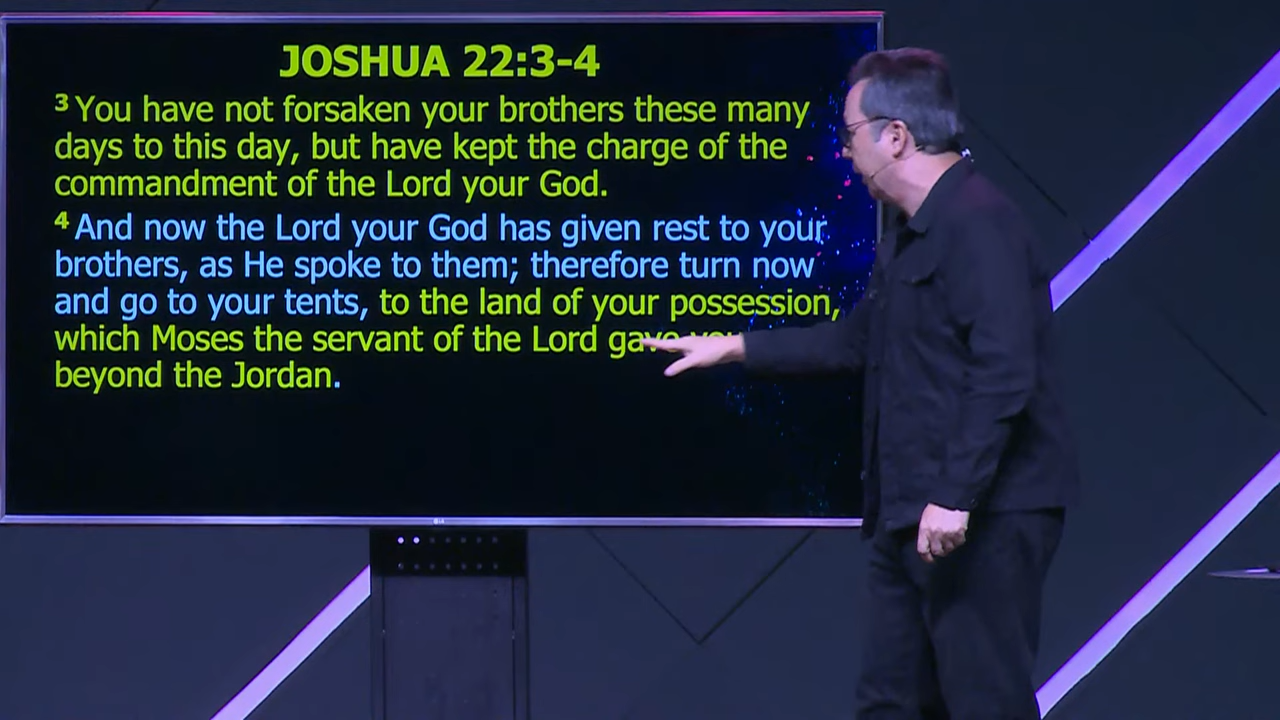 JOSHUA 22:3-4
3 You have not forsaken your brothers these many
days to this day, but have kept the charge of the
commandment of the Lord your God.
4 And now the Lord your God has given rest to your
brothers, as He spoke to them; therefore turn now
and go to your tents, to the land of your possession,
which Moses the servant of the Lord gave you
beyond the Jordan.
LG